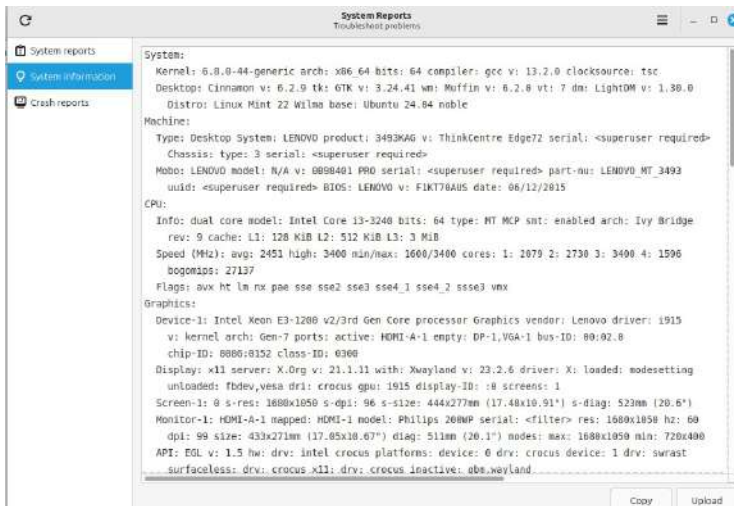 System Reports
Troubleshoot problems
System reports
System information
Crash reports
System:
Kernel: 6.8.0-44-generic arch: x86_64 bits: 64 compiler: gcc v: 13.2.0 clocksource: tsc
Desktop: Cinnamon v: 6.2.9 tk: GTK v: 3.24.41 wm: Muffin v: 6.2.0 vt: 7 dm: LightDM v: 1.30.0
Distro: Linux Mint 22 Wilma base: Ubuntu 24.04 noble
Machine:
Type: Desktop System: LENOVO product: 3493KAG v: ThinkCentre Edge72 serial: <superuser required>
Chassis: type: 3 serial: <superuser required>
Mobo: LENOVO model: N/A v: 0B98401 PRO serial: <superuser required> part-nu: LENOVO_MT_3493
uuid: <superuser required> BIOS: LENOVO v: F1KT70AUS date: 06/12/2015
CPU:
Info: dual core model: Intel Core i3-3240 bits: 64 type: MT MCP smt: enabled arch: Ivy Bridge
rev: 9 cache: L1: 128 KiB L2: 512 KiB L3: 3 MiB
Speed (MHz): avg: 2451 high: 3400 min/max: 1600/3400 cores: 1: 2079 2: 2730 3: 3400 4: 1596
bogomips: 27137
Flags: avx ht lm nx pae sse sse2 sse3 sse4_1 sse4_2 ssse3 vmx
Graphics:
Device-1: Intel Xeon E3-1200 v2/3rd Gen Core processor Graphics vendor: Lenovo driver: i915
v: kernel arch: Gen-7 ports: active: HDMI-A-1 empty: DP-1,VGA-1 bus-ID: 00:02.0
chip-ID: 8086:0152 class-ID: 0300
Display: x11 server: X.Org v: 21.1.11 with: Xwayland v: 23.2.6 driver: X: loaded: modesetting
unloaded: fbdev,vesa dri: crocus gpu: i915 display-ID: :0 screens: 1
Screen-1: 0 s-res: 1680x1050 s-dpi: 96 s-size: 444x277mm (17.48x10.91") s-diag: 523mm (20.6")
Monitor-1: HDMI-A-1 mapped: HDMI-1 model: Philips 200WP serial: <filter> res: 1680x1050 hz: 60
dpi: 99 size: 433x271mm (17.05x10.67") diag: 511mm (20.1") modes: max: 1680x1050 min: 720x400
API: EGL v: 1.5 hw: drv: intel crocus platforms: device: 0 drv: crocus device: 1 drv: swrast
surfaceless: drv: crocus x11: drv: crocus inactive: gbm,wayland
Copy
Upload